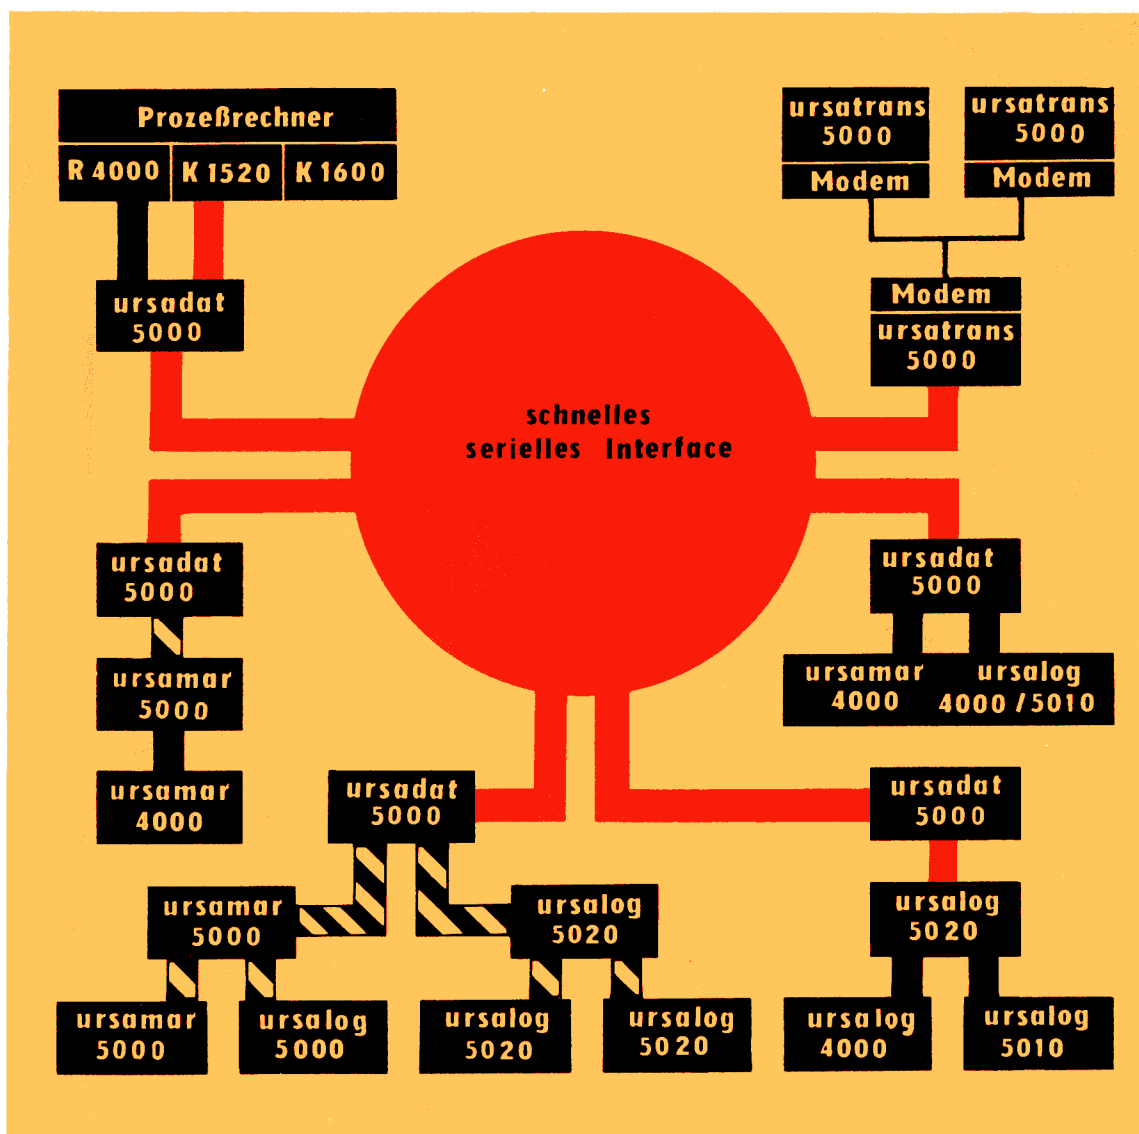 Prozeßrechner
R 4000 K 1520 K 1600
ursadat
5000
ursatrans
5000
Modem
ursatrans
5000
Modem
Modem
ursatrans
5000
schnelles
serielles Interface
ursadat
5000
ursamar
5000
ursamar
4000
ursadat
5000
ursamar
4000
ursalog
4000/5010
ursadat
5000
ursamar
5000
ursalog
5020
ursamar
5000
ursalog
5000
ursalog
5020
ursalog
5020
ursadat
5000
ursalog
5020
ursalog
4000
ursalog
5010